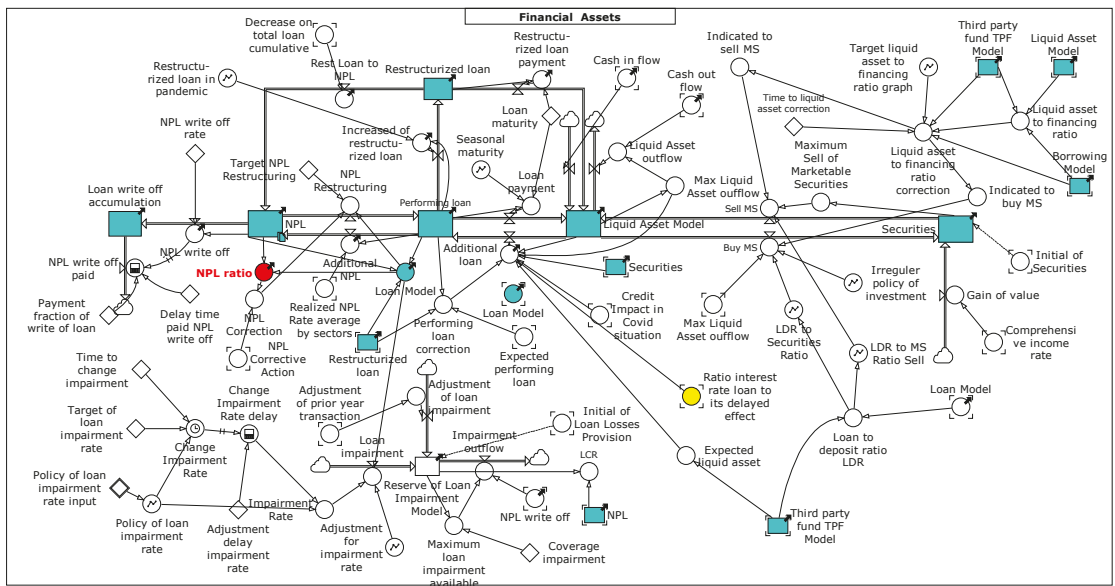 Financial Assets
Decrease on
total loan
cumulative
Restructu-
rized loan
payment
Cash in flow
Cash out
flow
Indicated to
sell MS
Target liquid
asset to
financing
ratio graph
Third party
fund TPF
Model
Liquid Asset
Model
Restructu-
rized loan in
pandemic
Rest Loan to
NPL
Restructurized loan
Loan
maturity
Time to liquid
asset correction
Liquid asset
to financing
ratio
NPL write off
rate
Increased of
restructu-
rized loan
Seasonal
maturity
Liquid Asset
outflow
Maximum
Sell of
Marketable
Securities
Liquid asset
to financing
ratio
correction
Borrowing
Model
Target NPL
Restructuring
NPL
Restructuring
Loan
payment
Max Liquid
Asset outflow
Indicated to
buy MS
Loan write off
accumulation
Performing loan
Sell MS
NPL
Liquid Asset Model
Securities
NPL write off
Additional
NPL
Additional
loan
Buy MS
NPL write off
paid
NPL ratio
Loan Model
Securities
Initial of
Securities
Irreguler
policy of
investment
Gain of value
Payment
fraction of
write of loan
Delay time
paid NPL
write off
NPL
Correction
Realized NPL
Rate average
by sectors
Performing
loan
correction
Loan Model
Credit
Impact in
Covid
situation
Max Liquid
Asset outflow
LDR to
Securities
Ratio
LDR to MS
Ratio Sell
Comprehensi
ve income
rate
NPL
Corrective
Action
Restructurized
loan
Expected
performing loan
Time to
change
impairment
Change
Impairment
Rate delay
Adjustment
of prior year
transaction
Adjustment
of loan
impairment
Ratio interest
rate loan to
its delayed
effect
Loan Model
Target of
loan
impairment
rate
Change
Impairment
Rate
Loan
impairment
Impairment
outflow
Initial of
Loan Losses
Provision
Expected
liquid asset
Loan to
deposit ratio
LDR
LCR
Policy of loan
impairment
rate input
Reserve of Loan
Impairment
Model
NPL write off
NPL
Policy of loan
impairment
rate
Adjustment
delay impairment
rate
Impairment
Rate
Adjustment
for impairment
rate
Maximum
loan
impairment
available
Coverage
impairment
Third party
fund TPF
Model